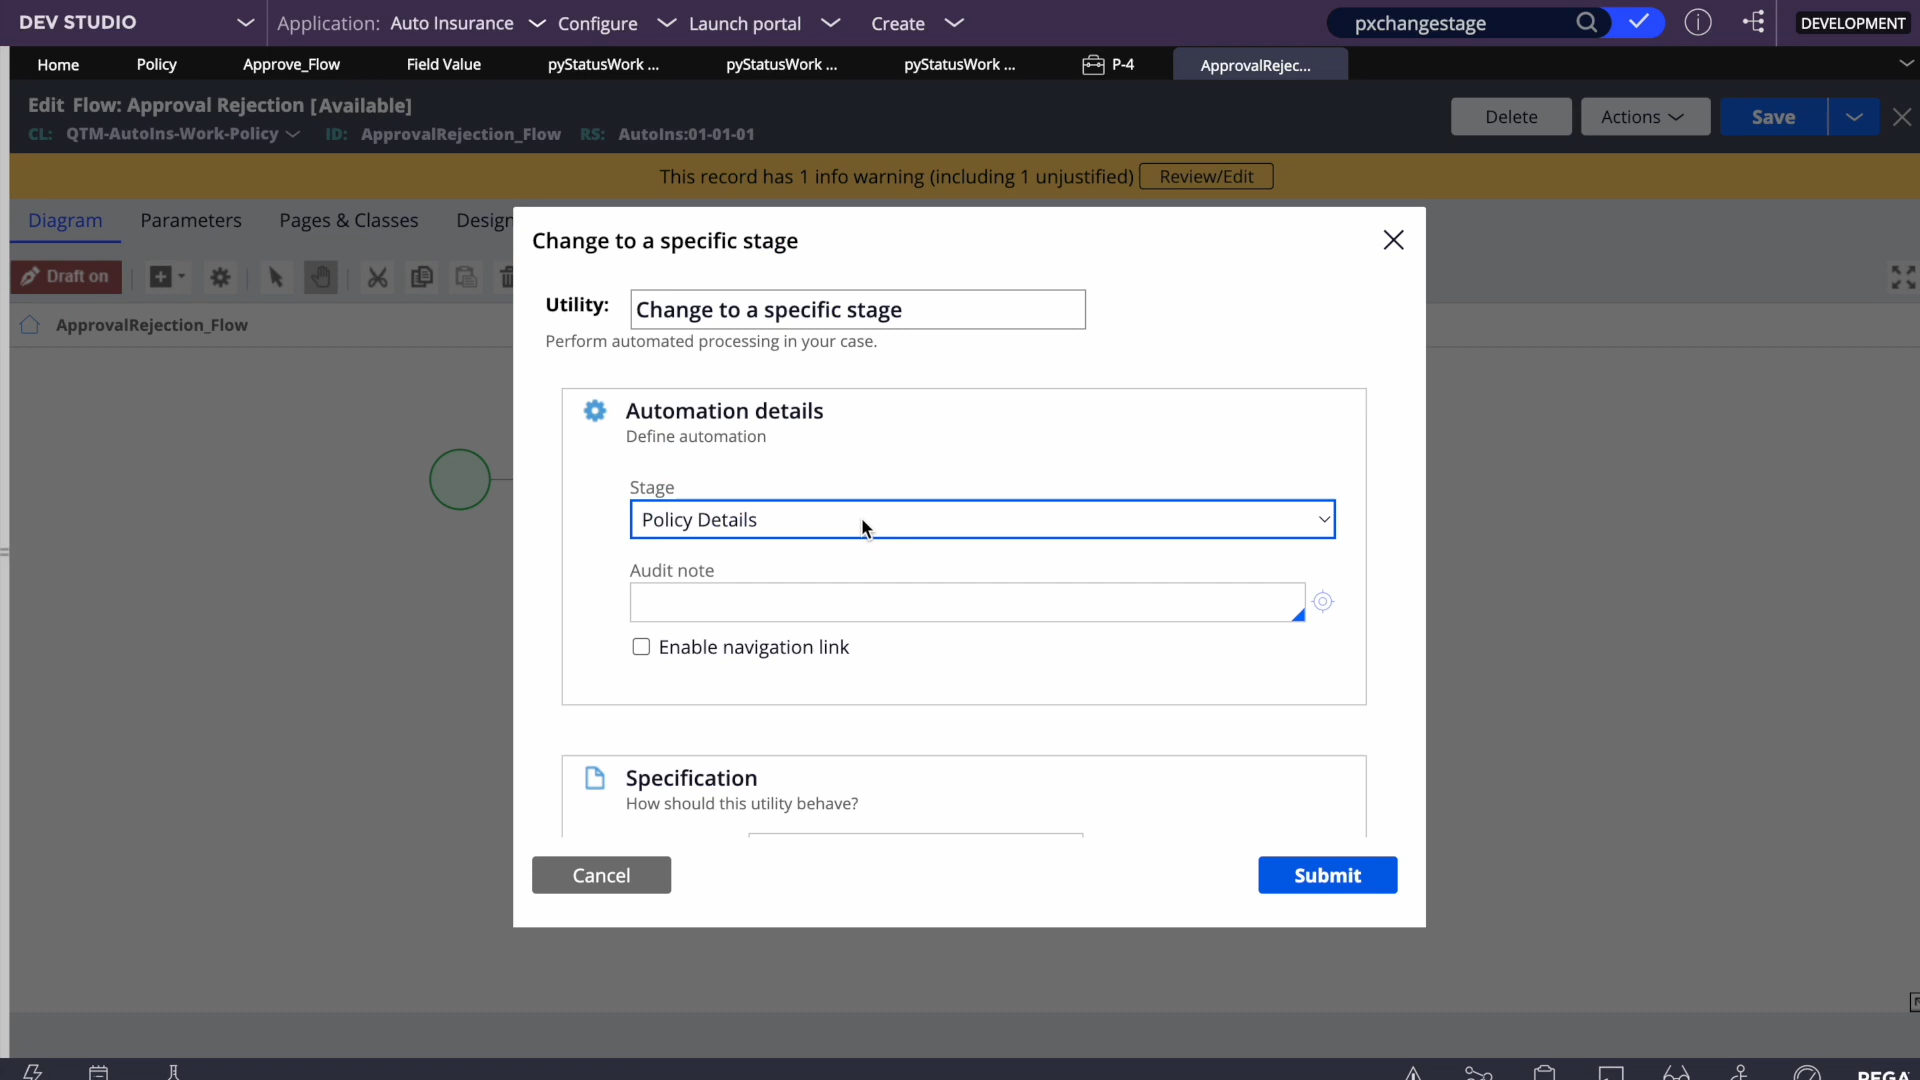 DEV STUDIO Application: Auto Insurance Configure Launch portal Create pxchangestage DEVELOPMENT
Home Policy Approve_Flow Field Value pyStatusWork ... pyStatusWork ... pyStatusWork ... P-4 ApprovalRejec...
Edit Flow: Approval Rejection [Available]
CL: QTM-AutoIns-Work-Policy ID: ApprovalRejection_Flow RS: AutoIns:01-01-01
Delete Actions Save
This record has 1 info warning (including 1 unjustified) Review/Edit
Diagram Parameters Pages & Classes Design
Draft on
ApprovalRejection_Flow
Change to a specific stage
Utility: Change to a specific stage
Perform automated processing in your case.
Automation details
Define automation
Stage
Policy Details
Audit note
Enable navigation link
Specification
How should this utility behave?
Cancel Submit
PEGA